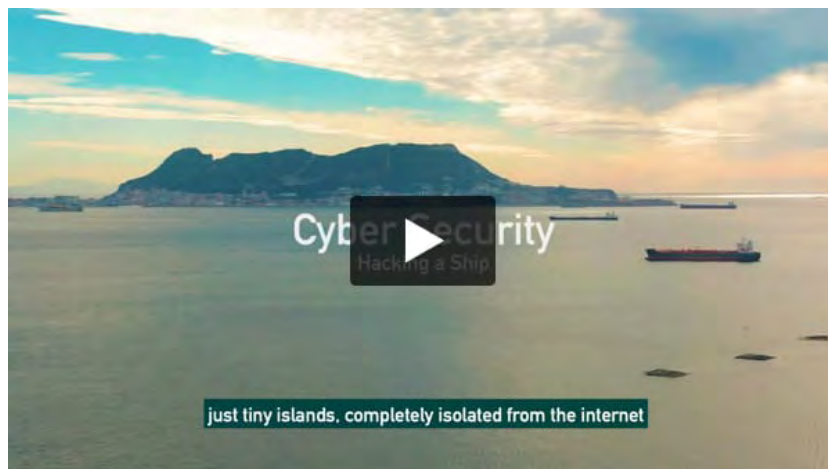 Cyber Security
Hacking a Ship
just tiny islands, completely isolated from the internet